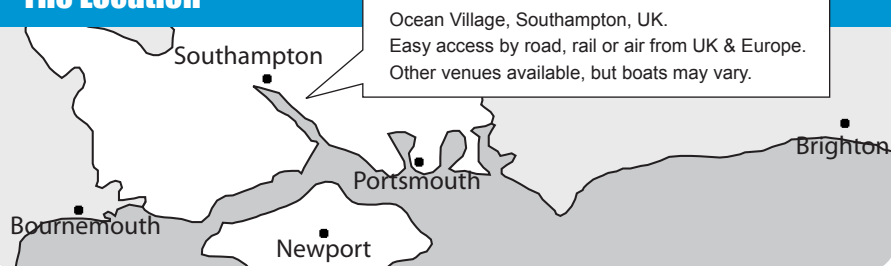 The Location
Ocean Village, Southampton, UK.
Easy access by road, rail or air from UK & Europe.
Other venues available, but boats may vary.
Southampton
Brighton
Portsmouth
Bournemouth
Newport